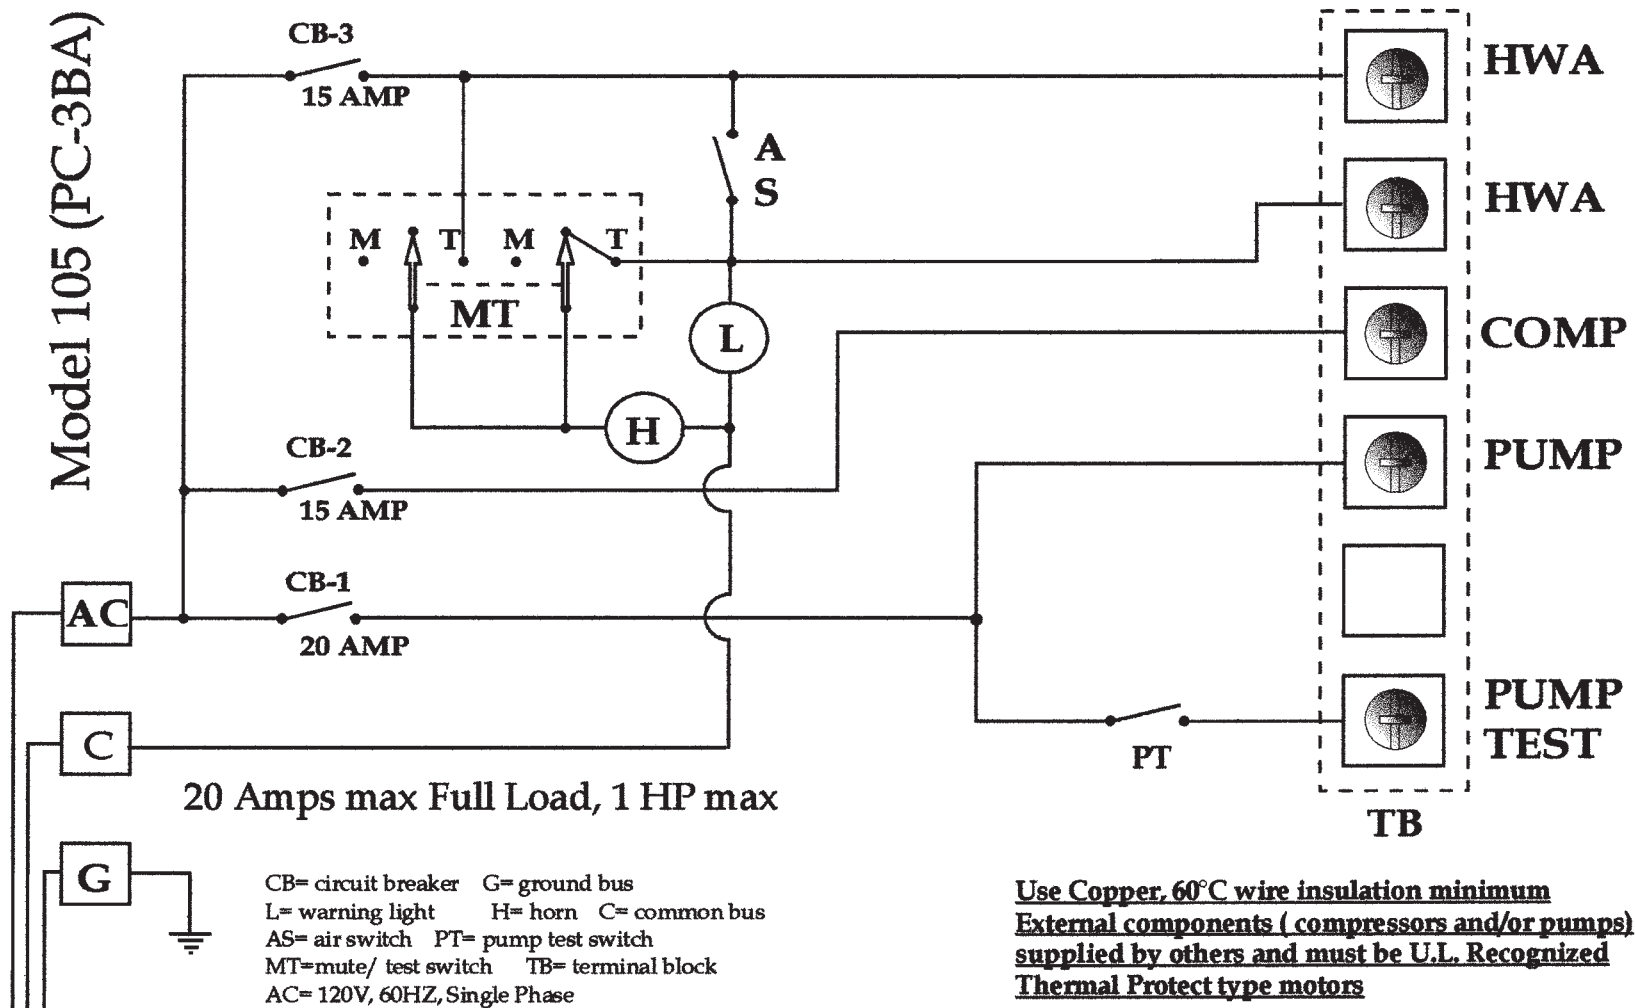 Model 105 (PC-3BA)
CB-3
15 AMP
HWA
A
S
HWA
M
T
M
T
MT
L
COMP
H
CB-2
15 AMP
PUMP
CB-1
AC
20 AMP
PUMP
TEST
C
PT
20 Amps max Full Load, 1 HP max
TB
G
CB= circuit breaker G= ground bus
L= warning light H= horn C= common bus
AS= air switch PT= pump test switch
MT=mute/ test switch TB= terminal block
AC= 120V, 60HZ, Single Phase
Use Copper, 60°C wire insulation minimum
External components ( compressors and/or pumps)
supplied by others and must be U.L. Recognized
Thermal Protect type motors